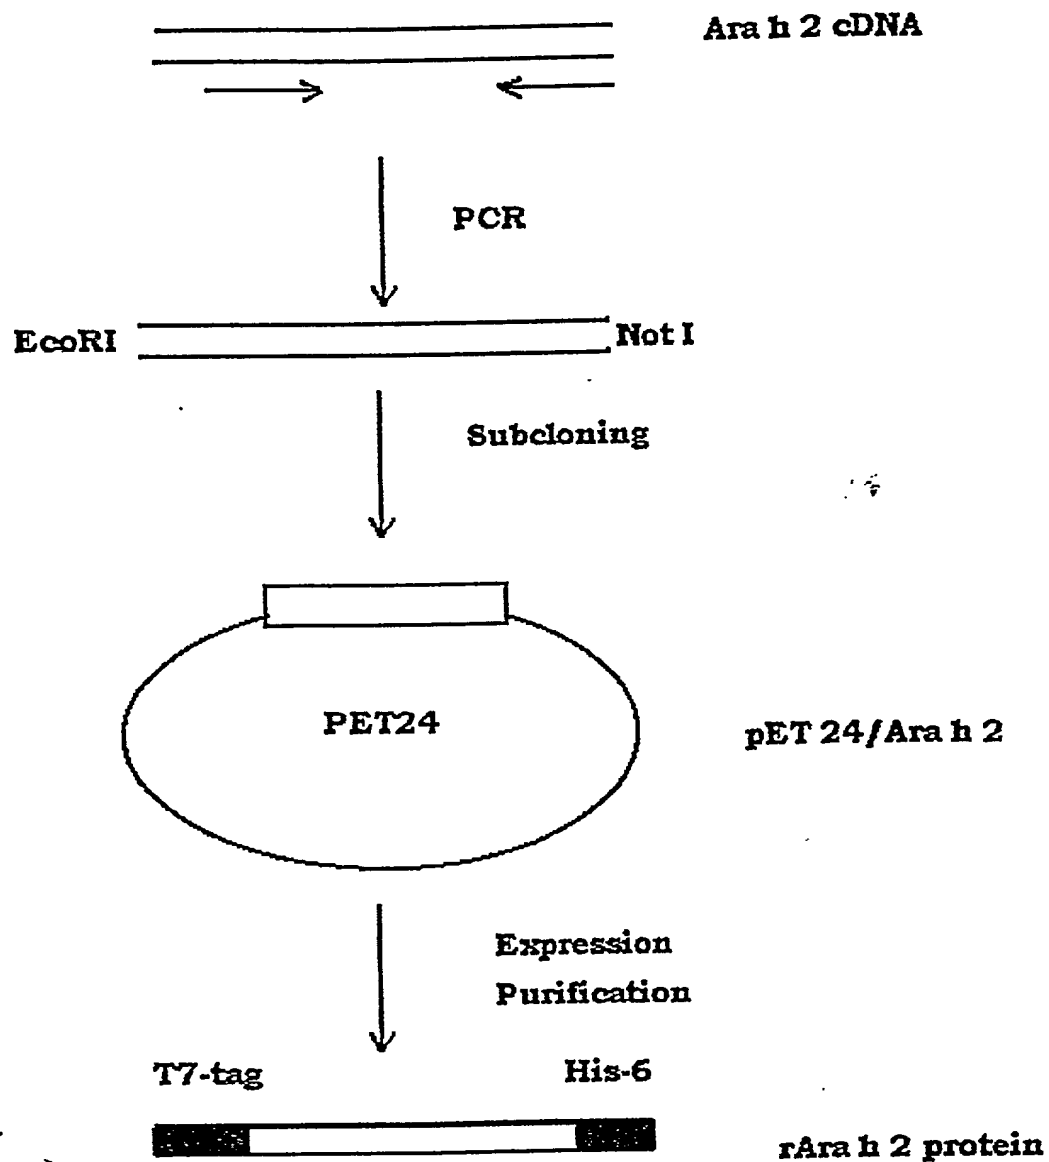 Ara h 2 cDNA
PCR
EcoRI
Not I
Subcloning
PET24
pET 24/Ara h 2
Expression
Purification
T7-tag
His-6
rAra h 2 protein